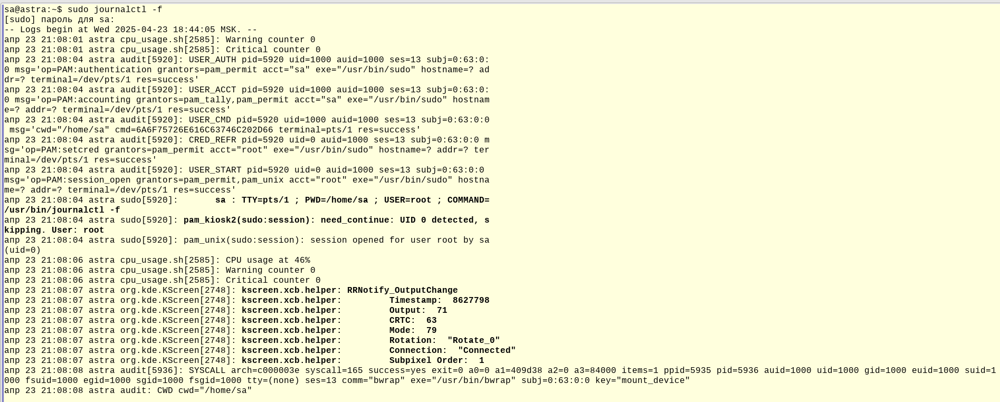 sa@astra:~$ sudo journalctl -f
[sudo] пароль для sa:
-- Logs begin at Wed 2025-04-23 18:44:05 MSK. --
апр 23 21:08:01 astra cpu_usage.sh[2585]: Warning counter 0
апр 23 21:08:01 astra cpu_usage.sh[2585]: Critical counter 0
апр 23 21:08:04 astra audit[5920]: USER_AUTH pid=5920 uid=1000 auid=1000 ses=13 subj=0:63:0:
0 msg='op=PAM:authentication grantors=pam_permit acct="sa" exe="/usr/bin/sudo" hostname=? ad
dr=? terminal=/dev/pts/1 res=success'
апр 23 21:08:04 astra audit[5920]: USER_ACCT pid=5920 uid=1000 auid=1000 ses=13 subj=0:63:0:
0 msg='op=PAM:accounting grantors=pam_tally,pam_permit acct="sa" exe="/usr/bin/sudo" hostnam
e=? addr=? terminal=/dev/pts/1 res=success'
апр 23 21:08:04 astra audit[5920]: USER_CMD pid=5920 uid=1000 auid=1000 ses=13 subj=0:63:0:0
 msg='cwd="/home/sa" cmd=6A6F75726E616C63746C202D66 terminal=pts/1 res=success'
апр 23 21:08:04 astra audit[5920]: CRED_REFR pid=5920 uid=0 auid=1000 ses=13 subj=0:63:0:0 m
sg='op=PAM:setcred grantors=pam_permit acct="root" exe="/usr/bin/sudo" hostname=? addr=? ter
minal=/dev/pts/1 res=success'
апр 23 21:08:04 astra audit[5920]: USER_START pid=5920 uid=0 auid=1000 ses=13 subj=0:63:0:0
msg='op=PAM:session_open grantors=pam_permit,pam_unix acct="root" exe="/usr/bin/sudo" hostna
me=? addr=? terminal=/dev/pts/1 res=success'
апр 23 21:08:04 astra sudo[5920]:       sa : TTY=pts/1 ; PWD=/home/sa ; USER=root ; COMMAND=
/usr/bin/journalctl -f
апр 23 21:08:04 astra sudo[5920]: pam_kiosk2(sudo:session): need_continue: UID 0 detected, s
kipping. User: root
апр 23 21:08:04 astra sudo[5920]: pam_unix(sudo:session): session opened for user root by sa
(uid=0)
апр 23 21:08:06 astra cpu_usage.sh[2585]: CPU usage at 46%
апр 23 21:08:06 astra cpu_usage.sh[2585]: Warning counter 0
апр 23 21:08:06 astra cpu_usage.sh[2585]: Critical counter 0
апр 23 21:08:07 astra org.kde.KScreen[2748]: kscreen.xcb.helper: RRNotify_OutputChange
апр 23 21:08:07 astra org.kde.KScreen[2748]: kscreen.xcb.helper:         Timestamp:  8627798
апр 23 21:08:07 astra org.kde.KScreen[2748]: kscreen.xcb.helper:         Output:  71
апр 23 21:08:07 astra org.kde.KScreen[2748]: kscreen.xcb.helper:         CRTC:  63
апр 23 21:08:07 astra org.kde.KScreen[2748]: kscreen.xcb.helper:         Mode:  79
апр 23 21:08:07 astra org.kde.KScreen[2748]: kscreen.xcb.helper:         Rotation:  "Rotate_0"
апр 23 21:08:07 astra org.kde.KScreen[2748]: kscreen.xcb.helper:         Connection:  "Connected"
апр 23 21:08:07 astra org.kde.KScreen[2748]: kscreen.xcb.helper:         Subpixel Order:  1
апр 23 21:08:08 astra audit[5936]: SYSCALL arch=c000003e syscall=165 success=yes exit=0 a0=0 a1=409d38 a2=0 a3=84000 items=1 ppid=5935 pid=5936 auid=1000 uid=1000 gid=1000 euid=1000 suid=1
000 fsuid=1000 egid=1000 sgid=1000 fsgid=1000 tty=(none) ses=13 comm="bwrap" exe="/usr/bin/bwrap" subj=0:63:0:0 key="mount_device"
апр 23 21:08:08 astra audit: CWD cwd="/home/sa"